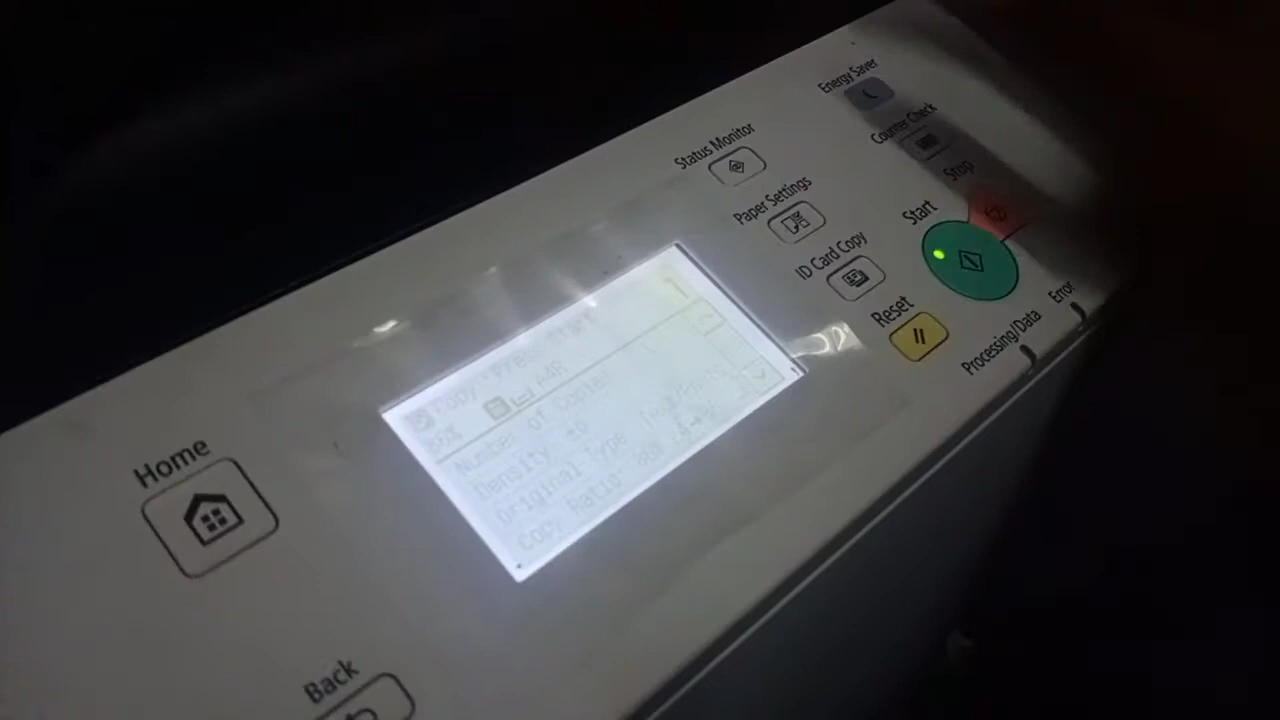 Energy Saver
Counter Check
Status Monitor
Stop
Paper Settings
Start
ID Card Copy
Reset
Error
Processing/Data
Copy: Press Start
Number of Copies
Density ±0
Original Type
Copy Ratio
Home
Back